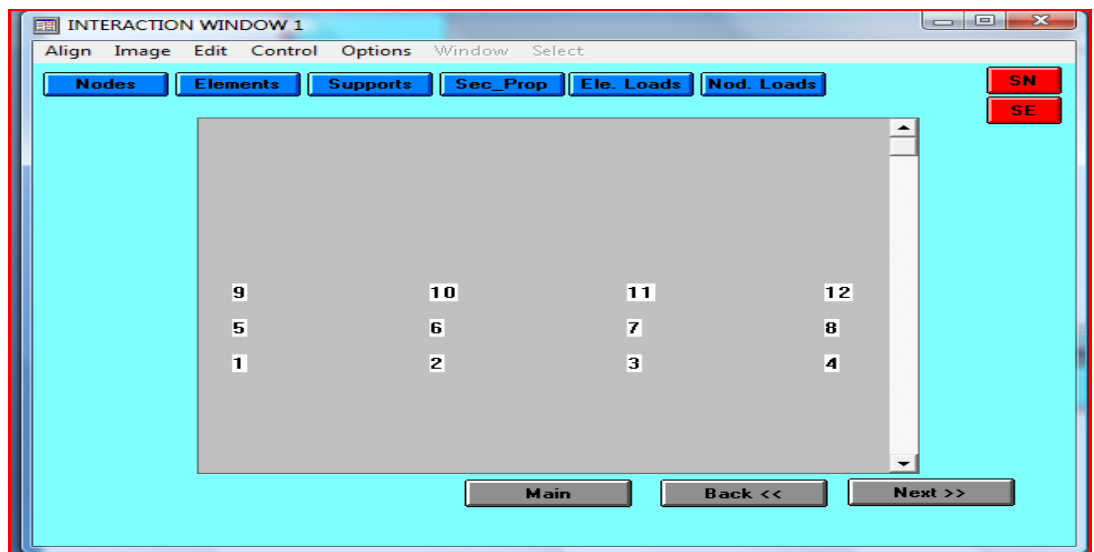 INTERACTION WINDOW 1
Align Image Edit Control Options Window Select
Nodes Elements Supports Sec_Prop Ele. Loads Nod. Loads SN
SE
9 10 11 12
5 6 7 8
1 2 3 4
Main Back << Next >>